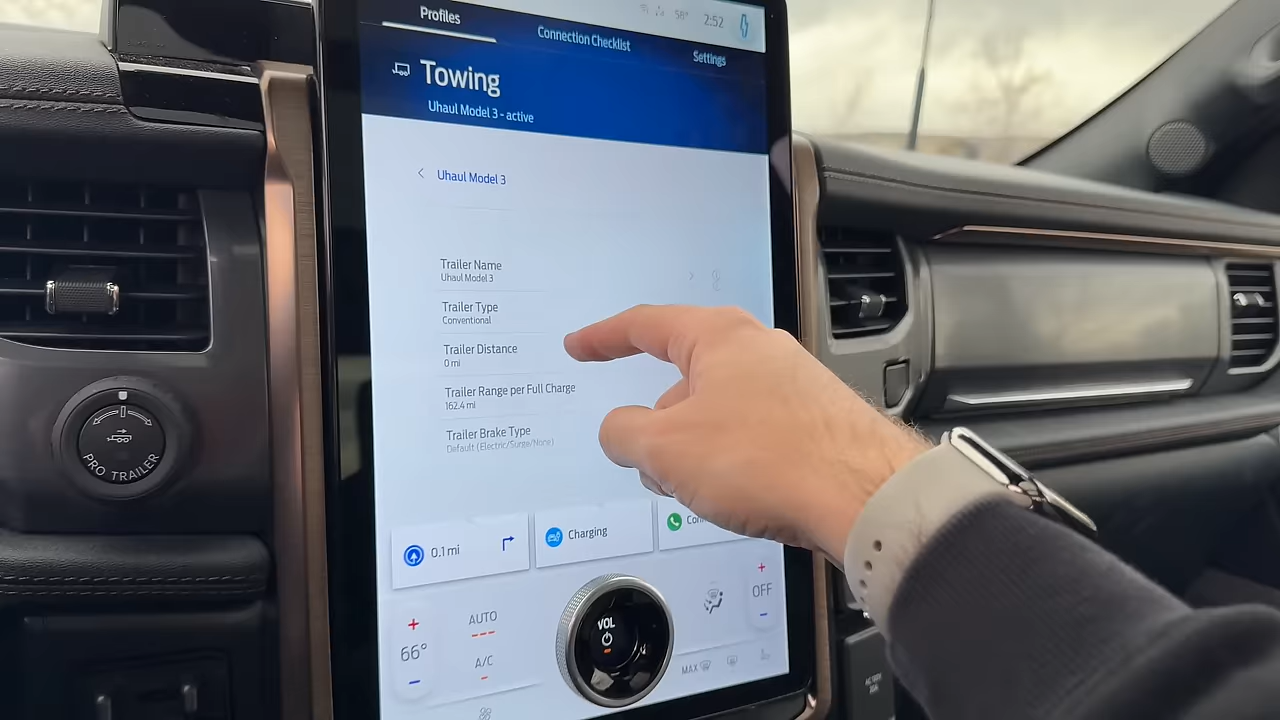 Profiles
Connection Checklist
Settings
58°
2:52
Towing
Uhaul Model 3 - active
Uhaul Model 3
Trailer Name
Uhaul Model 3
Trailer Type
Conventional
Trailer Distance
0 mi
Trailer Range per Full Charge
162.4 mi
Trailer Brake Type
Default (Electric/Surge/None)
0.1 mi
Charging
66°
AUTO
A/C
VOL
OFF
MAX
PRO TRAILER